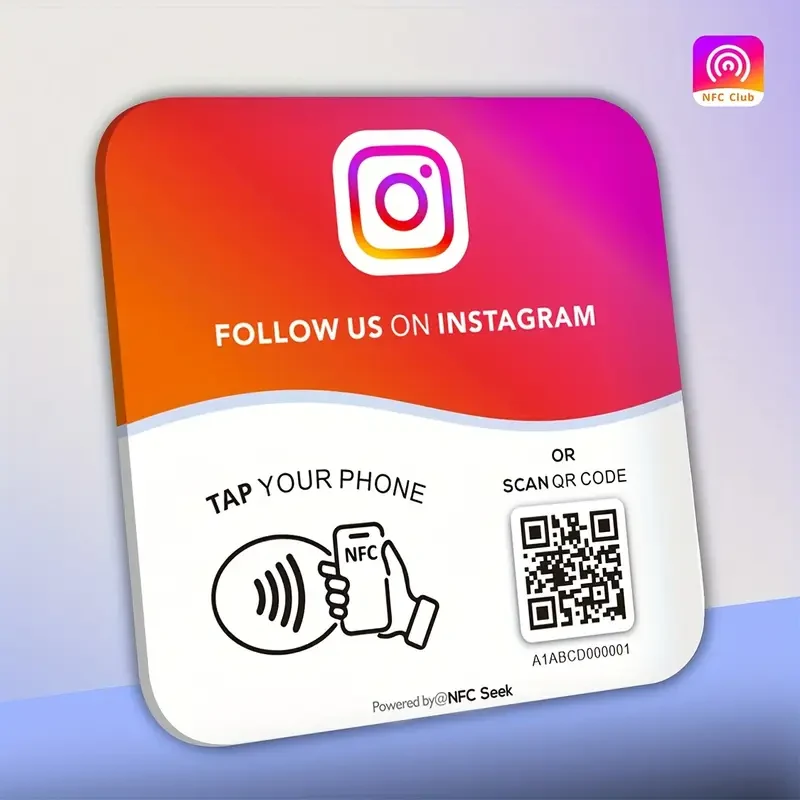 NFC Club
FOLLOW US ON INSTAGRAM
TAP YOUR PHONE
NFC
OR
SCAN QR CODE
A1ABCD000001
Powered by@NFC Seek